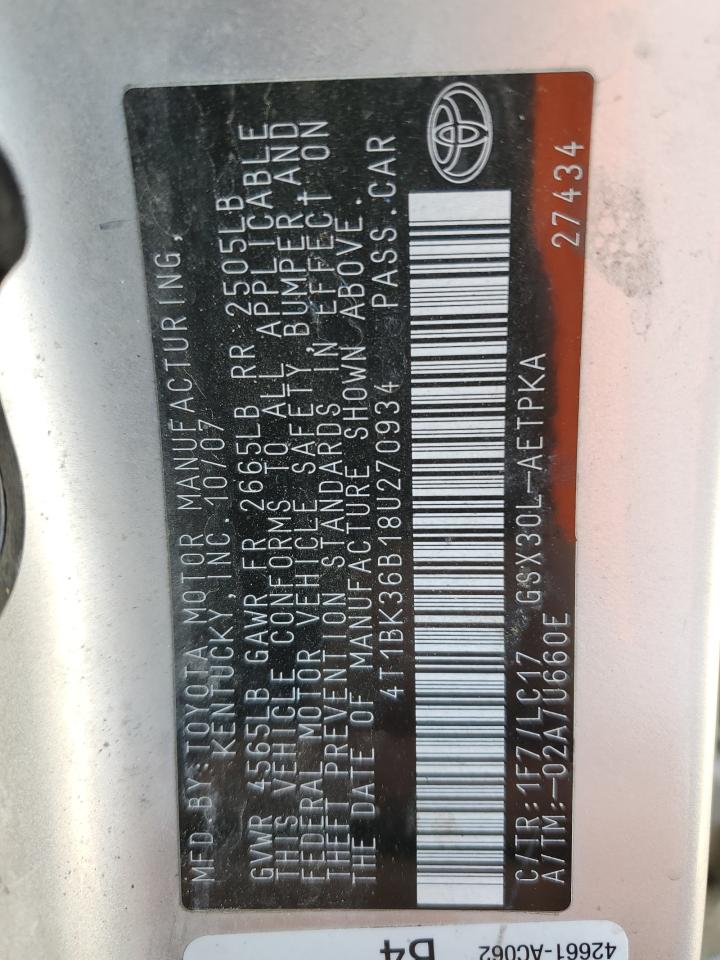 MFD BY:TOYOTA MOTOR MANUFACTURING,
KENTUCKY, INC. 10/07
GVWR 4565LB GAWR FR 2665LB RR 2505LB
THIS VEHICLE CONFORMS TO ALL APPLICABLE
FEDERAL MOTOR VEHICLE SAFETY, BUMPER AND
THEFT PREVENTION STANDARDS IN EFFECT ON
THE DATE OF MANUFACTURE SHOWN ABOVE.
4T1BK36B18U270934 PASS.CAR
C/TR:1F7/LC17 GSX30L-AETPKA
A/TM:-02A/U660E
27434
42661-AC062